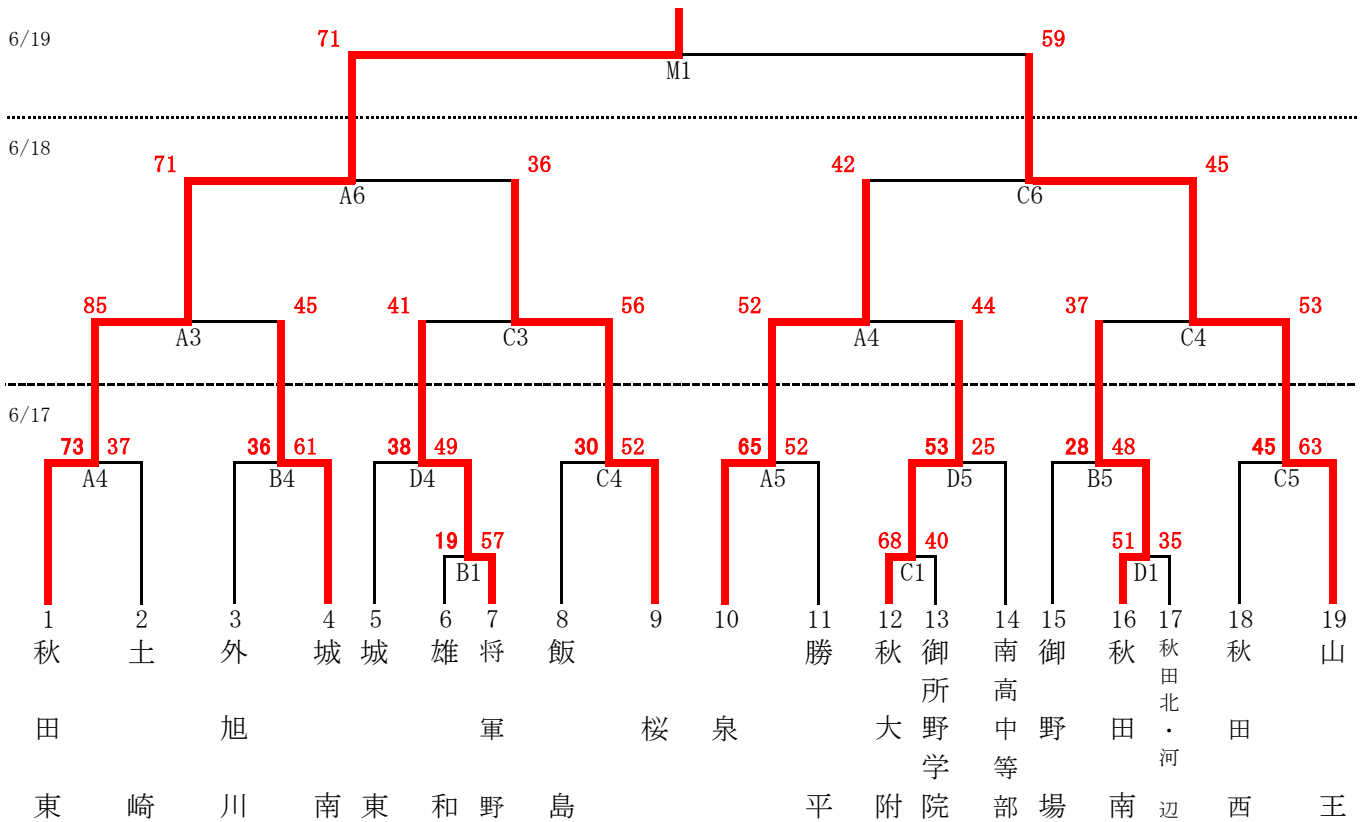 6/19
71 59
M1
6/18
71 36 42 45
A6 C6
85 45 41 56 52 44 37 53
A3 C3 A4 C4
6/17
73 37 36 61 38 49 30 52 65 52 53 25 28 48 45 63
A4 B4 D4 C4 A5 D5 B5 C5
19 57 68 40 51 35
B1 C1 D1
1 2 3 4 5 6 7 8 9 10 11 12 13 14 15 16 17 18 19
秋田東
土崎
外旭川
城南
城東
雄和
将軍野
飯島
桜
泉
勝平
秋大附
御所野学院
南高中等部
御野場
秋田南
秋田北・河辺
秋田西
山王